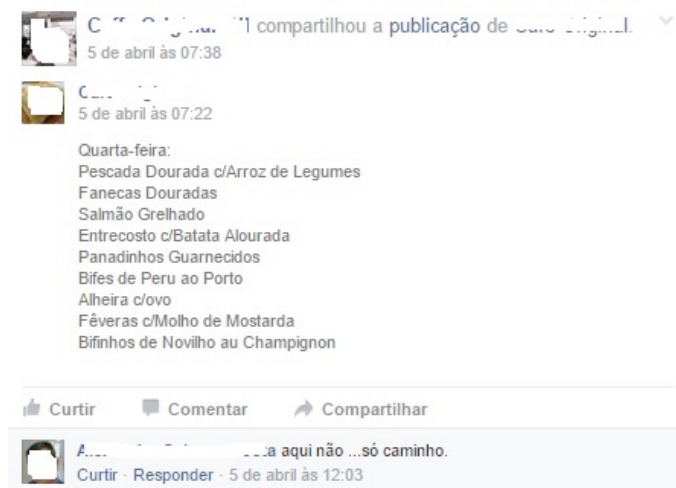 compartilhou a publicação de
5 de abril às 07:38
5 de abril às 07:22
Quarta-feira:
Pescada Dourada c/Arroz de Legumes
Fanecas Douradas
Salmão Grelhado
Entrecosto c/Batata Alourada
Panadinhos Guarnecidos
Bifes de Peru ao Porto
Alheira c/ovo
Fêveras c/Molho de Mostarda
Bifinhos de Novilho au Champignon
Curtir Comentar Compartilhar
aqui não ...só caminho.
Curtir · Responder · 5 de abril às 12:03